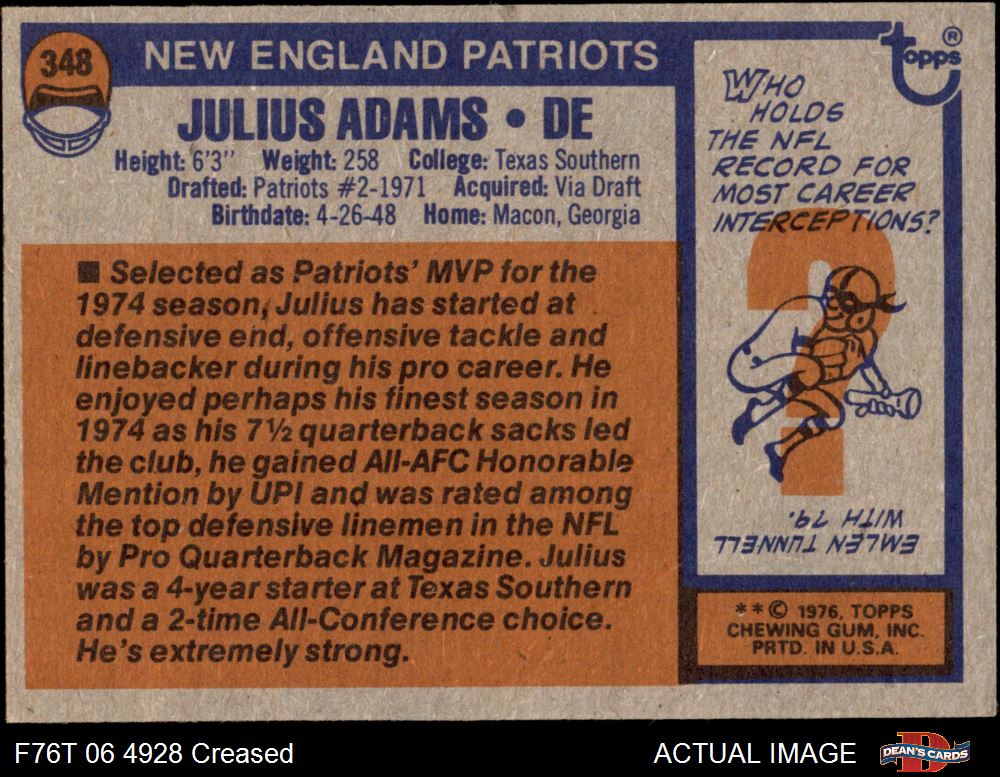 348
NEW ENGLAND PATRIOTS
JULIUS ADAMS • DE
Height: 6'3" Weight: 258 College: Texas Southern
Drafted: Patriots #2-1971 Acquired: Via Draft
Birthdate: 4-26-48 Home: Macon, Georgia
■ Selected as Patriots' MVP for the
1974 season, Julius has started at
defensive end, offensive tackle and
linebacker during his pro career. He
enjoyed perhaps his finest season in
1974 as his 7½ quarterback sacks led
the club, he gained All-AFC Honorable
Mention by UPI and was rated among
the top defensive linemen in the NFL
by Pro Quarterback Magazine. Julius
was a 4-year starter at Texas Southern
and a 2-time All-Conference choice.
He's extremely strong.
topps ®
WHO
HOLDS
THE NFL
RECORD FOR
MOST CAREER
INTERCEPTIONS?
?
EMLEN TUNNELL
WITH 79.
**© 1976, TOPPS
CHEWING GUM, INC.
PRTD. IN U.S.A.
F76T 06 4928 Creased
ACTUAL IMAGE
DEAN'S CARDS